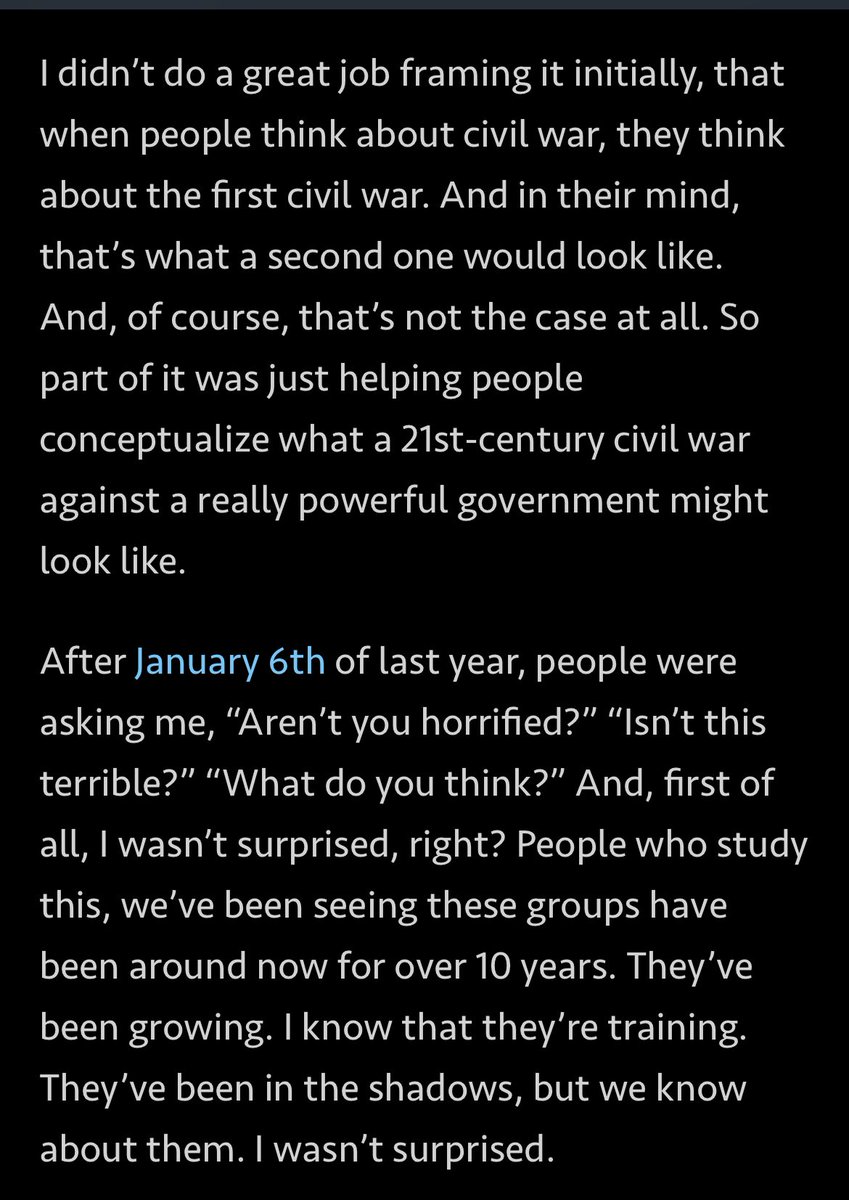 I didn’t do a great job framing it initially, that
when people think about civil war, they think
about the first civil war. And in their mind,
that’s what a second one would look like.
And, of course, that’s not the case at all. So
part of it was just helping people
conceptualize what a 21st-century civil war
against a really powerful government might
look like.
After January 6th of last year, people were
asking me, “Aren’t you horrified?” “Isn’t this
terrible?” “What do you think?” And, first of
all, I wasn’t surprised, right? People who study
this, we’ve been seeing these groups have
been around now for over 10 years. They’ve
been growing. I know that they’re training.
They’ve been in the shadows, but we know
about them. I wasn’t surprised.